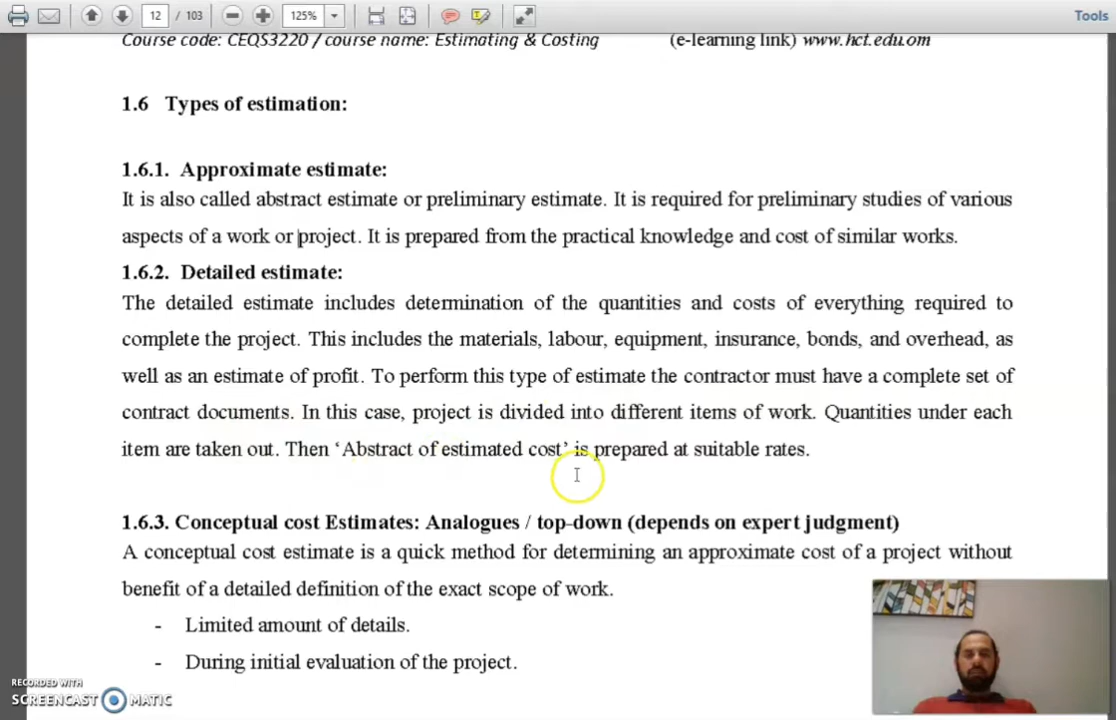 12 / 103 125% Tools
Course code: CEQS3220 / course name: Estimating & Costing (e-learning link) www.hct.edu.om
1.6 Types of estimation:
1.6.1. Approximate estimate:
It is also called abstract estimate or preliminary estimate. It is required for preliminary studies of various
aspects of a work or project. It is prepared from the practical knowledge and cost of similar works.
1.6.2. Detailed estimate:
The detailed estimate includes determination of the quantities and costs of everything required to
complete the project. This includes the materials, labour, equipment, insurance, bonds, and overhead, as
well as an estimate of profit. To perform this type of estimate the contractor must have a complete set of
contract documents. In this case, project is divided into different items of work. Quantities under each
item are taken out. Then ‘Abstract of estimated cost’ is prepared at suitable rates.
1.6.3. Conceptual cost Estimates: Analogues / top-down (depends on expert judgment)
A conceptual cost estimate is a quick method for determining an approximate cost of a project without
benefit of a detailed definition of the exact scope of work.
- Limited amount of details.
- During initial evaluation of the project.
RECORDED WITH
SCREENCAST MATIC